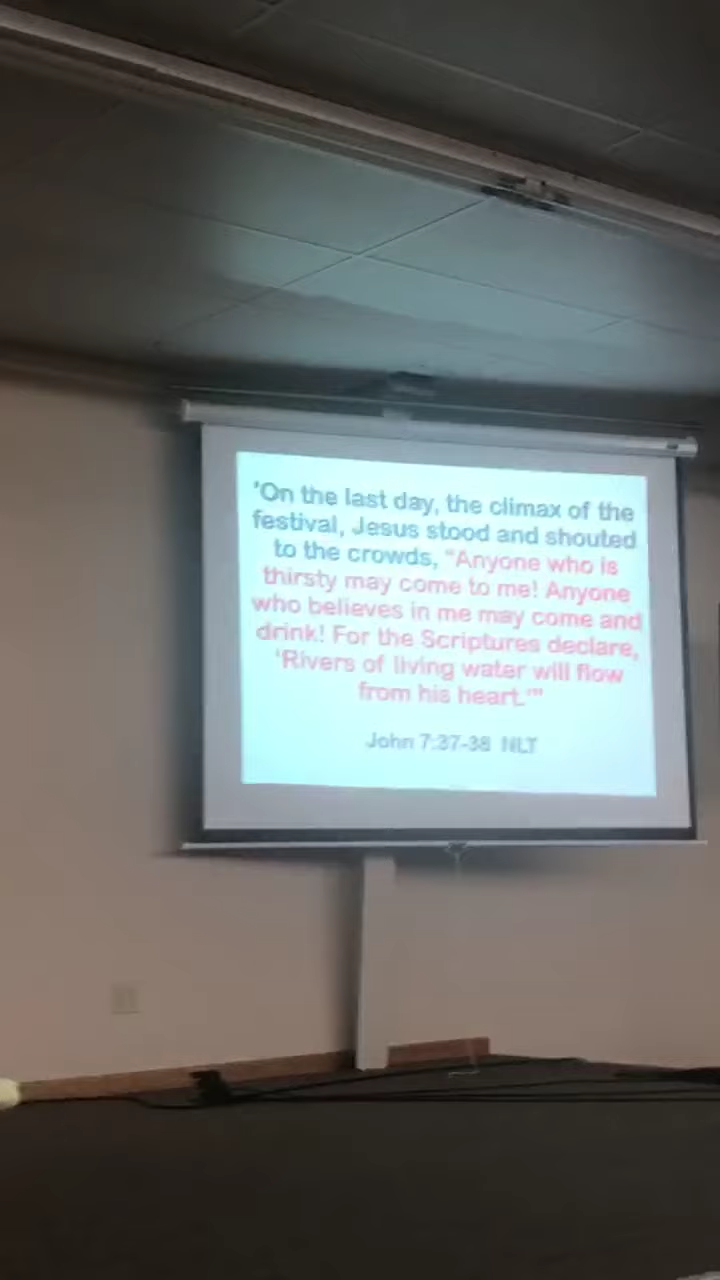 'On the last day, the climax of the
festival, Jesus stood and shouted
to the crowds, "Anyone who is
thirsty may come to me! Anyone
who believes in me may come and
drink! For the Scriptures declare,
'Rivers of living water will flow
from his heart.'"
John 7:37-38 NLT